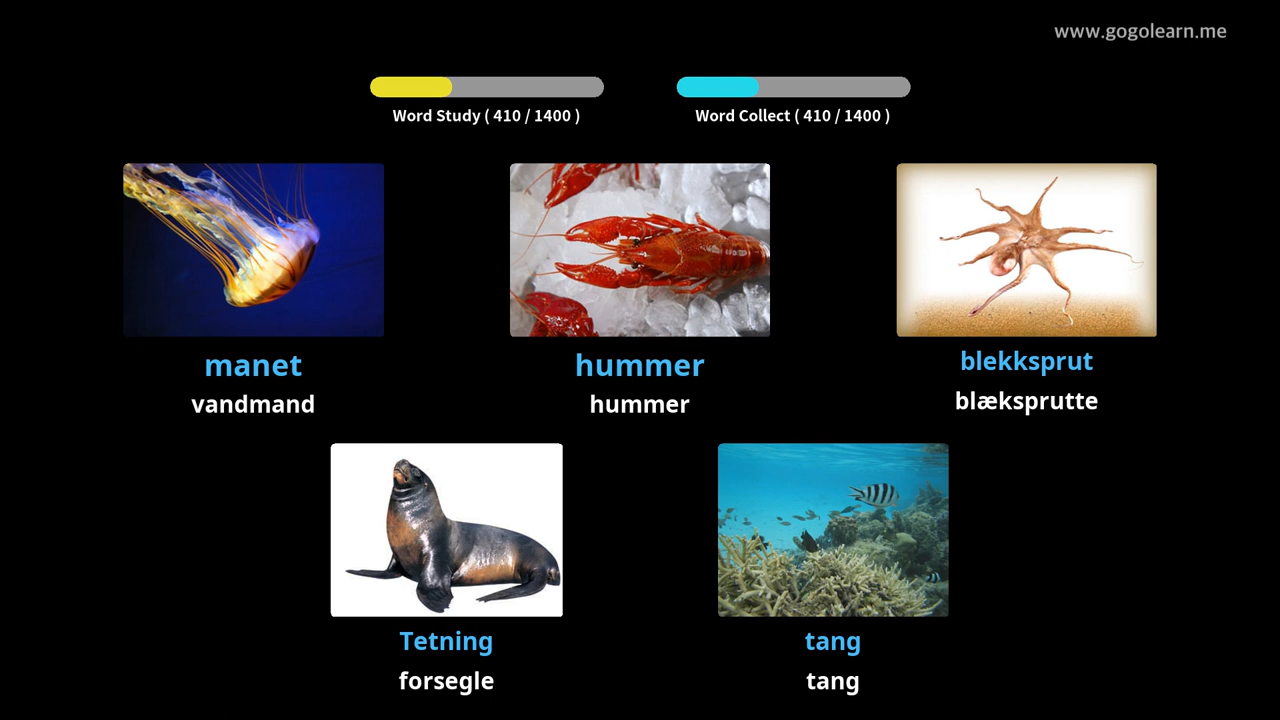 www.gogolearn.me
Word Study ( 410 / 1400 )
Word Collect ( 410 / 1400 )
manet
vandmand
hummer
hummer
blekksprut
blæksprutte
Tetning
forsegle
tang
tang